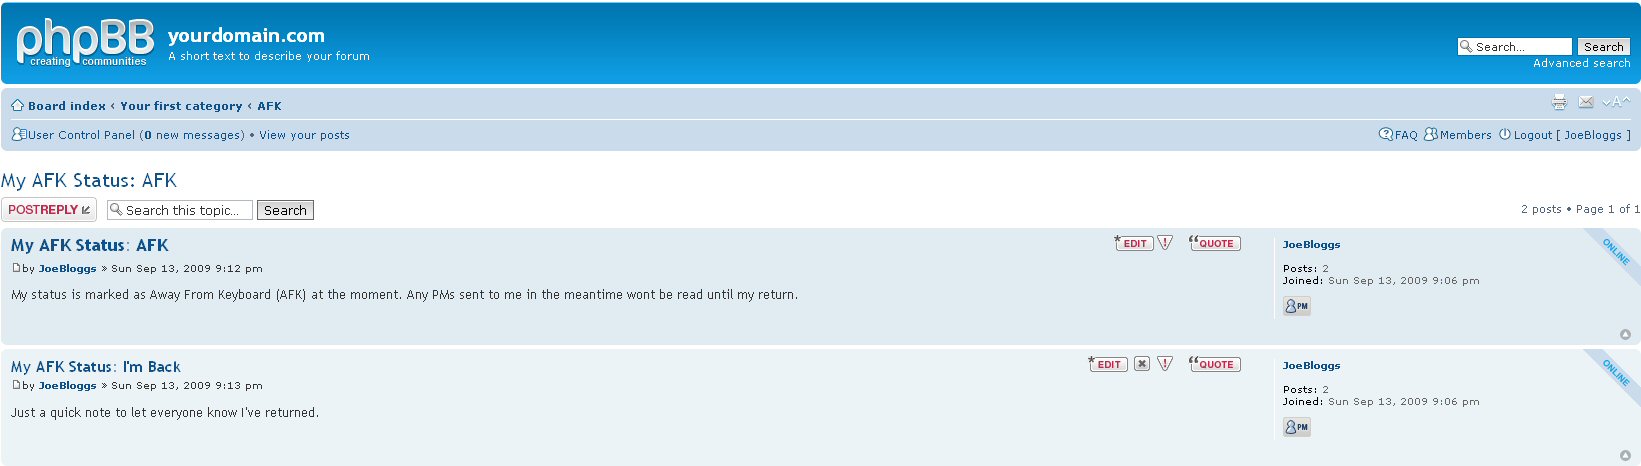 phpBB
creating communities
yourdomain.com
A short text to describe your forum
Search...
Search
Advanced search
Board index ‹ Your first category ‹ AFK
A
User Control Panel (0 new messages) • View your posts
FAQ Members Logout [ JoeBloggs ]
My AFK Status: AFK
POSTREPLY Search this topic... Search
2 posts • Page 1 of 1
My AFK Status: AFK
EDIT ! QUOTE
by JoeBloggs » Sun Sep 13, 2009 9:12 pm
My status is marked as Away From Keyboard (AFK) at the moment. Any PMs sent to me in the meantime wont be read until my return.
JoeBloggs
ONLINE
Posts: 2
Joined: Sun Sep 13, 2009 9:06 pm
PM
My AFK Status: I'm Back
EDIT ! QUOTE
by JoeBloggs » Sun Sep 13, 2009 9:13 pm
Just a quick note to let everyone know I've returned.
JoeBloggs
ONLINE
Posts: 2
Joined: Sun Sep 13, 2009 9:06 pm
PM